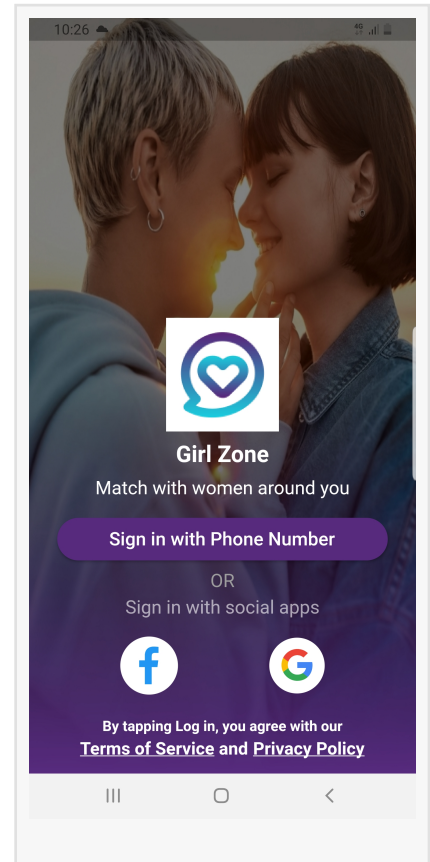 10:26
4G
Girl Zone
Match with women around you
Sign in with Phone Number
OR
Sign in with social apps
f
G
By tapping Log in, you agree with our
Terms of Service and Privacy Policy